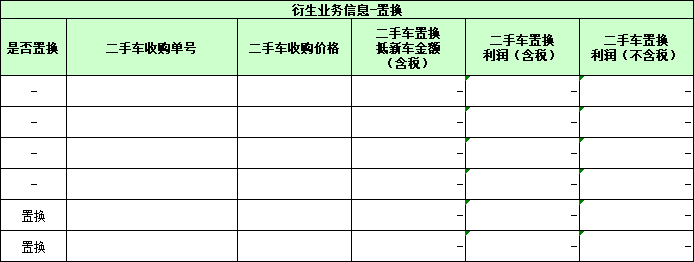 衍生业务信息-置换
是否置换 二手车收购单号 二手车收购价格 二手车置换抵新车金额（含税） 二手车置换利润（含税） 二手车置换利润（不含税）
- - - -
- - - -
- - - -
- - - -
置换 - - -
置换 - - -